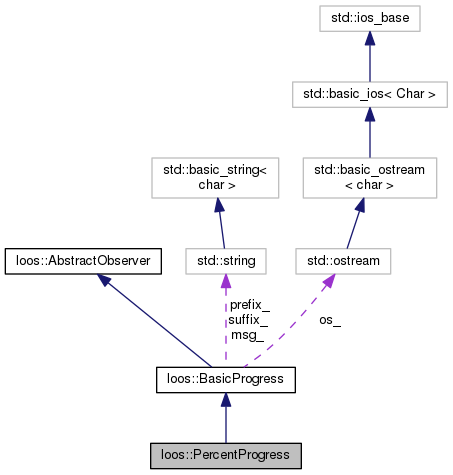 std::ios_base
std::basic_ios< Char >
std::basic_string<
char >
std::basic_ostream
< char >
loos::AbstractObserver
std::string
std::ostream
prefix_
suffix_
msg_
os_
loos::BasicProgress
loos::PercentProgress